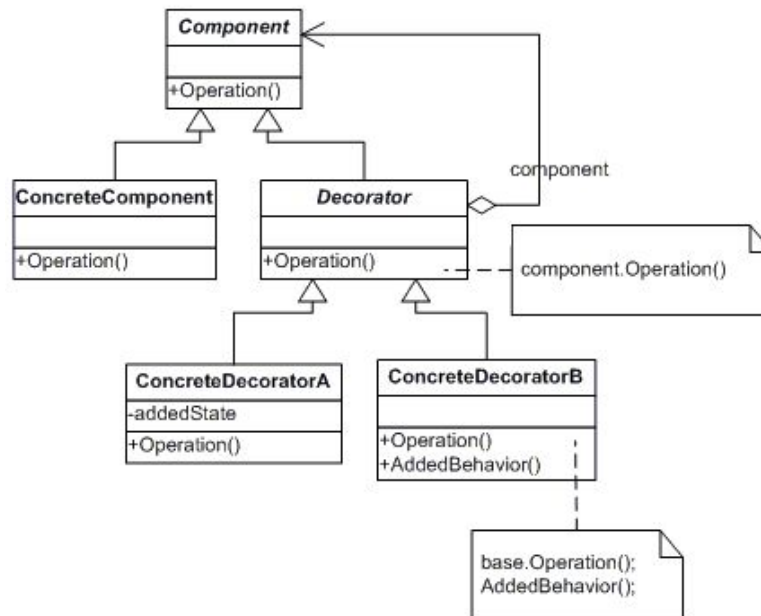 Component
+Operation()
component
ConcreteComponent
+Operation()
Decorator
+Operation()
component.Operation()
ConcreteDecoratorA
-addedState
+Operation()
ConcreteDecoratorB
+Operation()
+AddedBehavior()
base.Operation();
AddedBehavior();